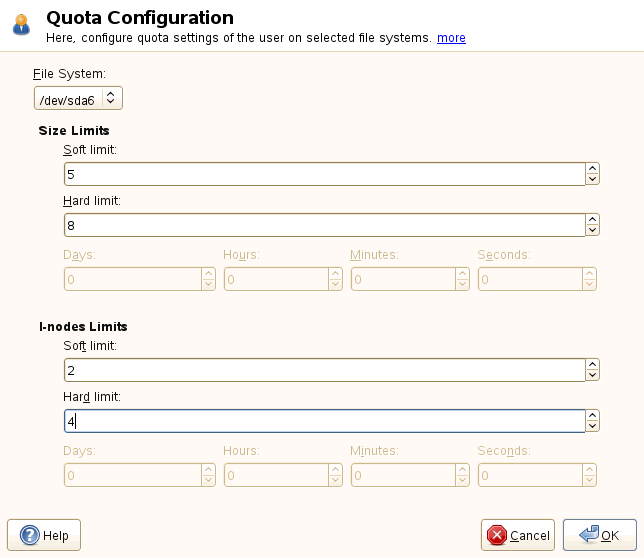 Quota Configuration
Here, configure quota settings of the user on selected file systems. more
File System:
/dev/sda6
Size Limits
Soft limit:
5
Hard limit:
8
Days: Hours: Minutes: Seconds:
0 0 0 0
I-nodes Limits
Soft limit:
2
Hard limit:
4
Days: Hours: Minutes: Seconds:
0 0 0 0
Help Cancel OK